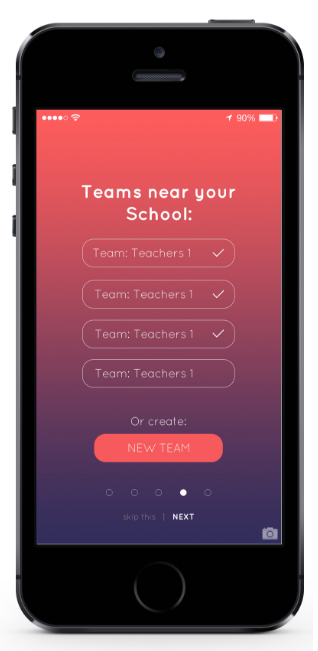 90%
Teams near your
School:
Team: Teachers 1
Team: Teachers 1
Team: Teachers 1
Team: Teachers 1
Or create:
NEW TEAM
skip this | NEXT